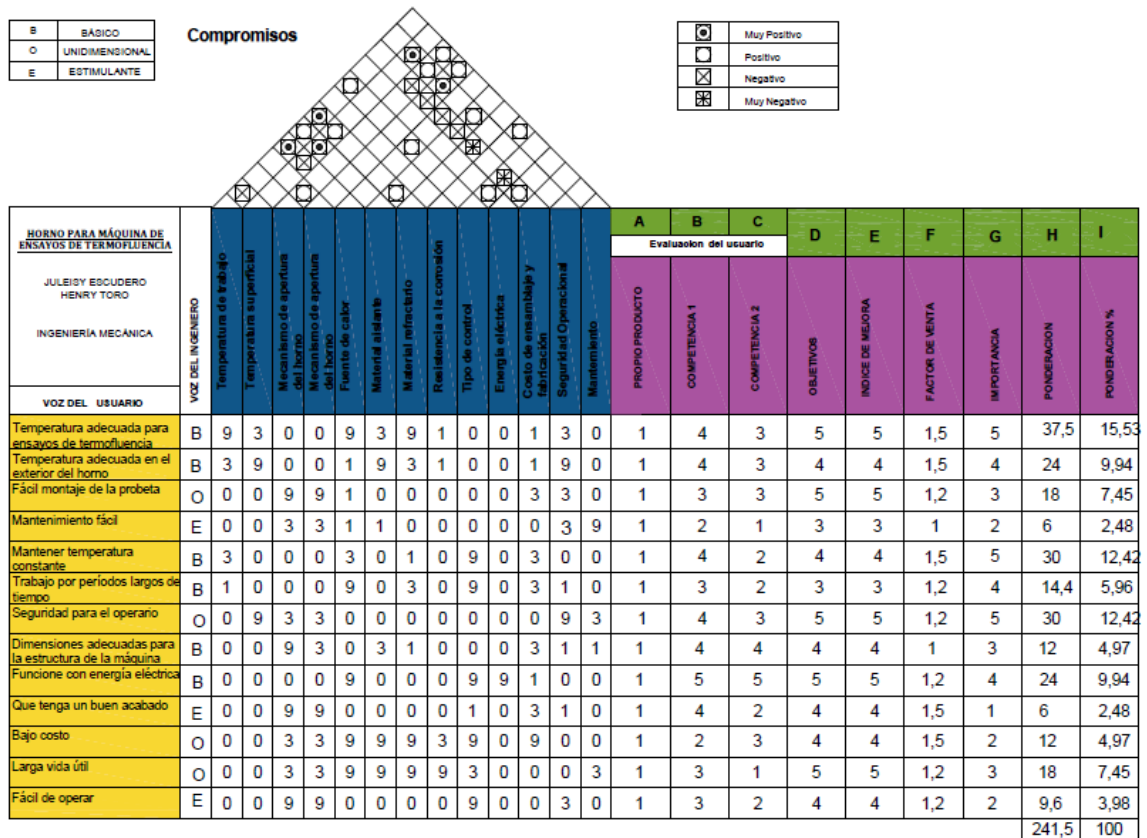 B BÁSICO
O UNIDIMENSIONAL
E ESTIMULANTE
Compromisos
Muy Positivo
Positivo
Negativo
Muy Negativo
HORNO PARA MÁQUINA DE
ENSAYOS DE TERMOFLUENCIA
JULEISY ESCUDERO
HENRY TORO
INGENIERÍA MECÁNICA
VOZ DEL USUARIO
VOZ DEL INGENIERO
Temperatura de trabajo
Temperatura superficial
Mecanismo de apertura
del horno
Mecanismo de apertura
del horno
Fuente de calor
Material aislante
Material refractario
Resistencia a la corrosión
Tipo de control
Energía eléctrica
Costo de ensamblaje y
fabricación
Seguridad Operacional
Mantemiento
A B C D E F G H I
Evaluacion del usuario
PROPIO PRODUCTO
COMPETENCIA 1
COMPETENCIA 2
OBJETIVOS
INDICE DE MEJORA
FACTOR DE VENTA
IMPORTANCIA
PONDERACION
PONDERACION %
Temperatura adecuada para
ensayos de termofluencia
B 9 3 0 0 9 3 9 1 0 0 1 3 0 1 4 3 5 5 1,5 5 37,5 15,53
Temperatura adecuada en el
exterior del horno
B 3 9 0 0 1 9 3 1 0 0 1 9 0 1 4 3 4 4 1,5 4 24 9,94
Fácil montaje de la probeta
O 0 0 9 9 1 0 0 0 0 0 3 3 0 1 3 3 5 5 1,2 3 18 7,45
Mantenimiento fácil
E 0 0 3 3 1 1 0 0 0 0 0 3 9 1 2 1 3 3 1 2 6 2,48
Mantener temperatura
constante
B 3 0 0 0 3 0 1 0 9 0 3 0 0 1 4 2 4 4 1,5 5 30 12,42
Trabajo por períodos largos de
tiempo
B 1 0 0 0 9 0 3 0 9 0 3 1 0 1 3 2 3 3 1,2 4 14,4 5,96
Seguridad para el operario
O 0 9 3 3 0 0 0 0 0 0 0 9 3 1 4 3 5 5 1,2 5 30 12,42
Dimensiones adecuadas para
la estructura de la máquina
B 0 0 9 3 0 3 1 0 0 0 3 1 1 1 4 4 4 4 1 3 12 4,97
Funcione con energía eléctrica
B 0 0 0 0 9 0 0 0 9 9 1 0 0 1 5 5 5 5 1,2 4 24 9,94
Que tenga un buen acabado
E 0 0 9 9 0 0 0 0 1 0 3 1 0 1 4 2 4 4 1,5 1 6 2,48
Bajo costo
O 0 0 3 3 9 9 9 3 9 0 9 0 0 1 2 3 4 4 1,5 2 12 4,97
Larga vida útil
O 0 0 3 3 9 9 9 9 3 0 0 0 3 1 3 1 5 5 1,2 3 18 7,45
Fácil de operar
E 0 0 9 9 0 0 0 0 9 0 0 3 0 1 3 2 4 4 1,2 2 9,6 3,98
241,5 100